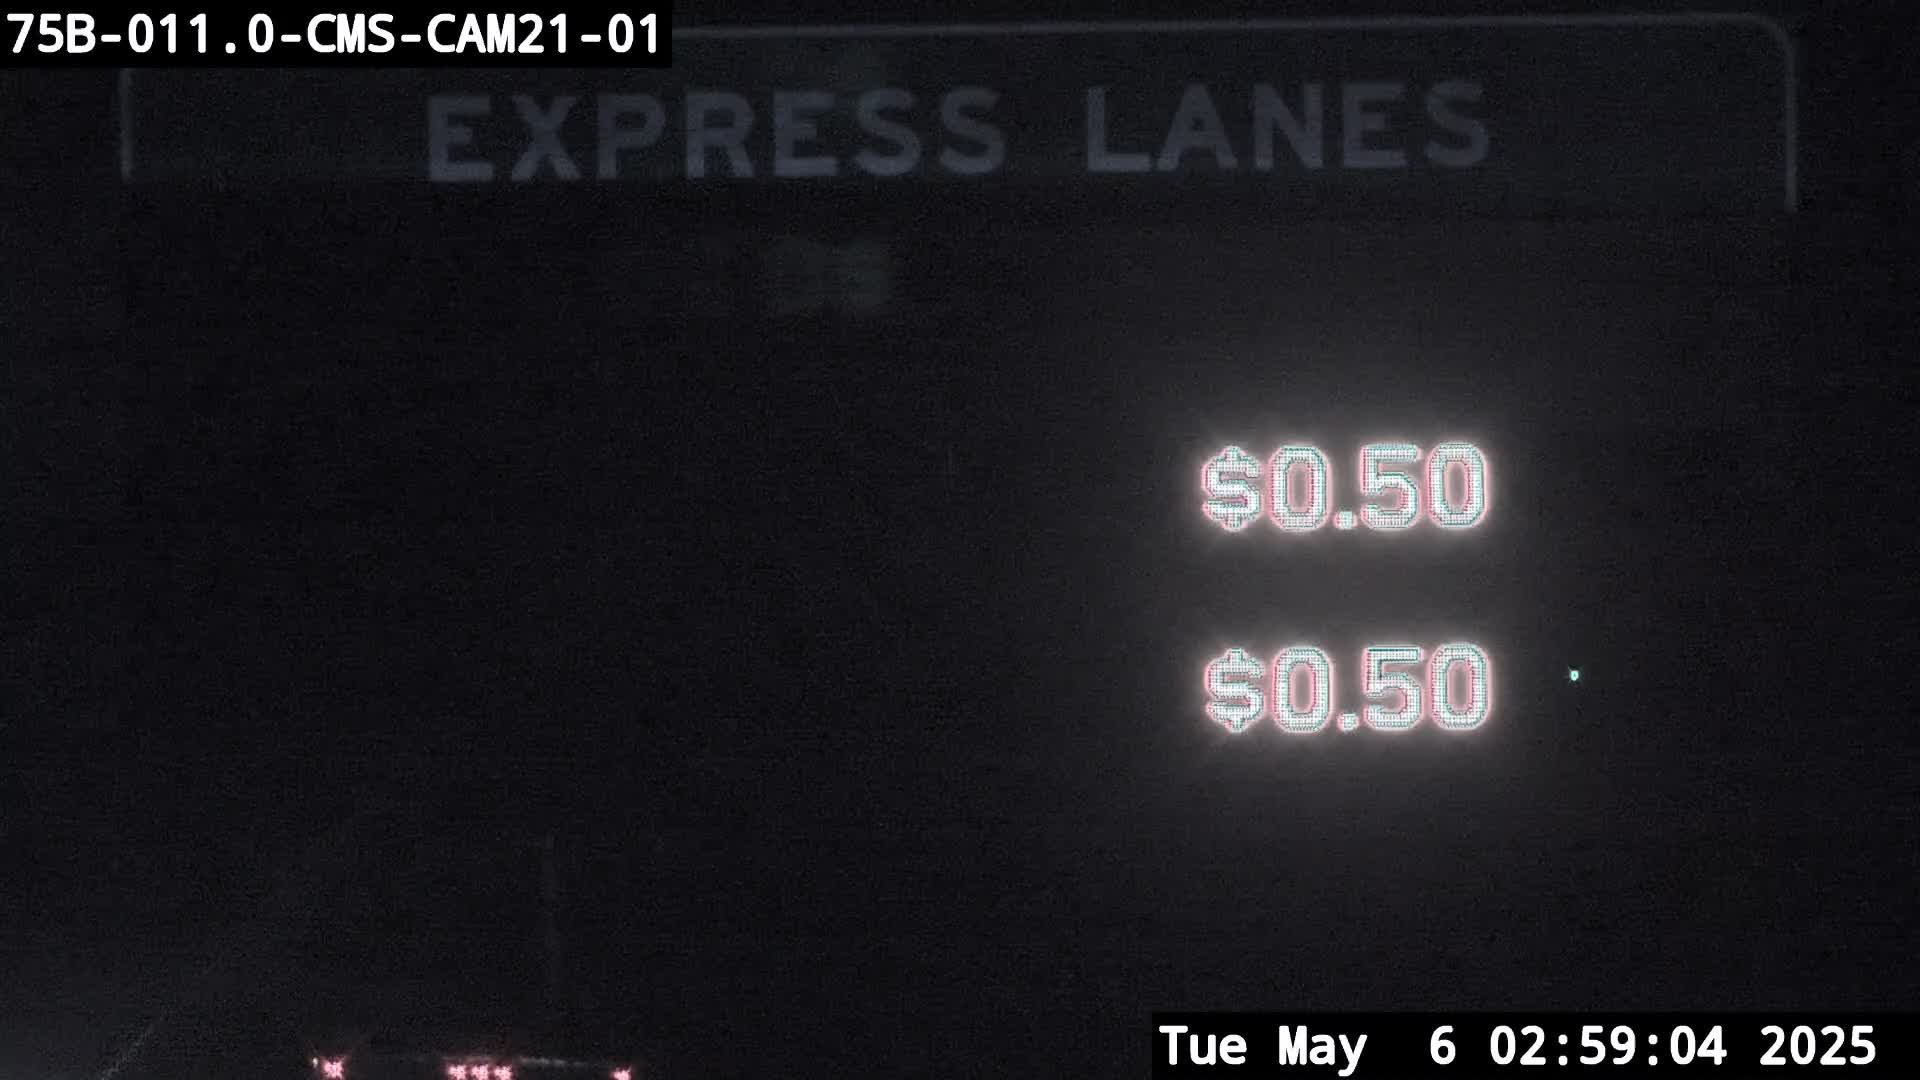 75B-011.0-CMS-CAM21-01
EXPRESS LANES
$0.50
$0.50
Tue May 6 02:59:04 2025